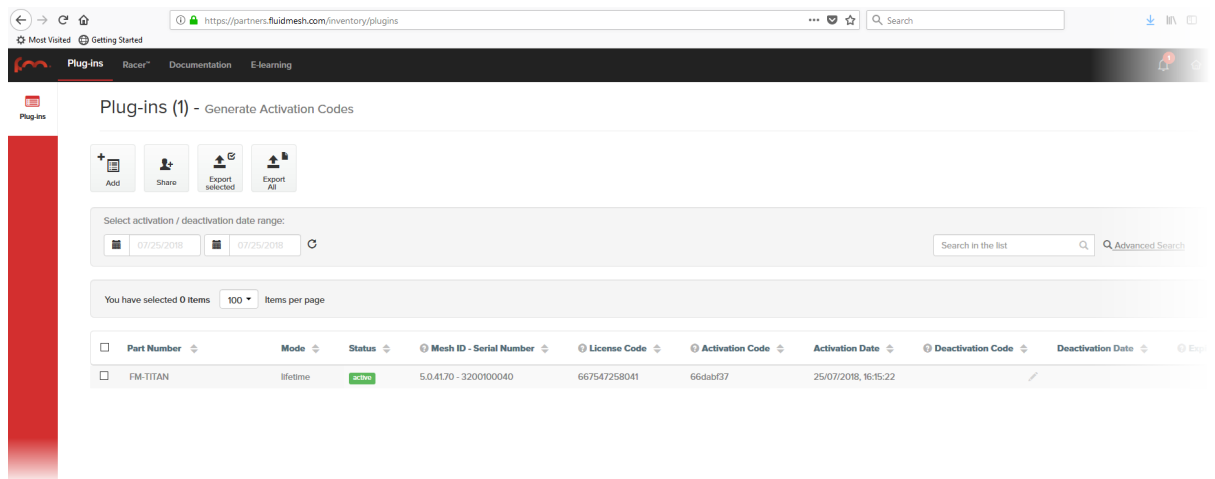 https://partners.fluidmesh.com/inventory/plugins
Search
Most Visited Getting Started
fm Plug-ins Racer™ Documentation E-learning
1
Plug-ins
Plug-ins (1) - Generate Activation Codes
Add
Share
Export selected
Export All
Select activation / deactivation date range:
07/25/2018 07/25/2018 Search in the list Advanced Search
You have selected 0 items 100 Items per page
Part Number Mode Status Mesh ID - Serial Number License Code Activation Code Activation Date Deactivation Code Deactivation Date
FM-TITAN lifetime active 5.0.41.70 - 3200100040 667547258041 66dabf37 25/07/2018, 16:15:22